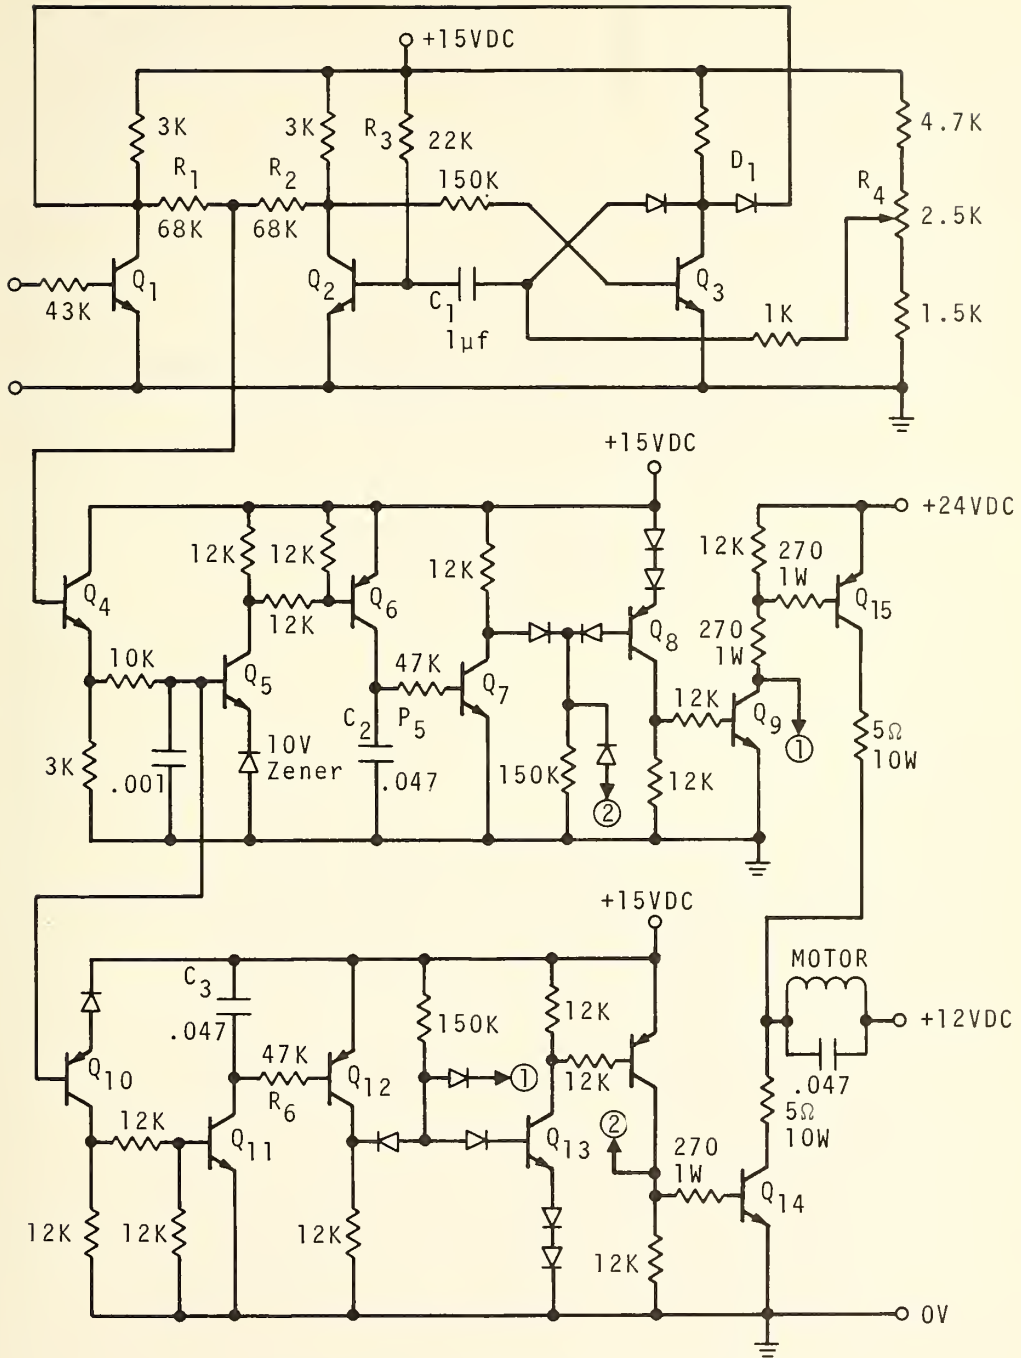 +15VDC
3K
3K
R3
22K
4.7K
R1
R2
150K
D1
R4
68K
68K
2.5K
Q1
Q2
C1
Q3
43K
1µf
1K
1.5K
+15VDC
+24VDC
12K
12K
12K
12K
270
1W
Q4
Q6
Q15
12K
Q8
270
1W
10K
Q5
47K
Q7
12K
Q9
C2
P5
1
5Ω
10W
3K
.001
10V
Zener
.047
150K
12K
2
+15VDC
C3
MOTOR
.047
150K
12K
+12VDC
Q10
47K
Q12
1
12K
.047
R6
5Ω
10W
12K
2
Q11
Q13
270
1W
Q14
12K
12K
12K
12K
0V